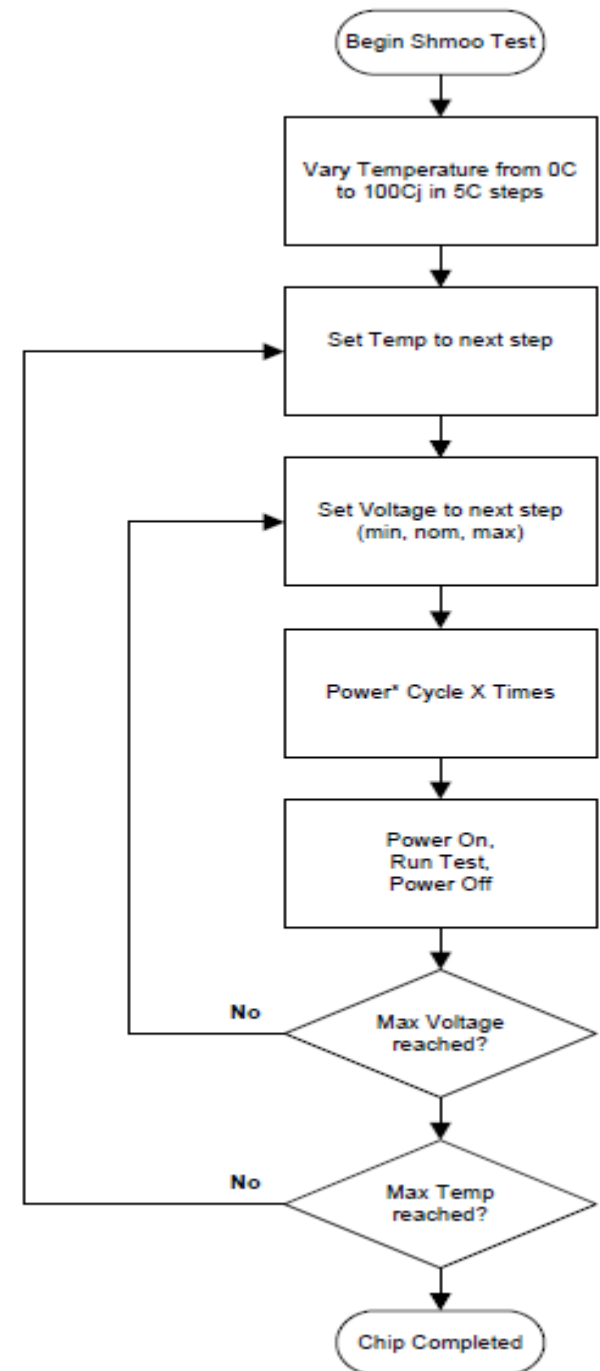 Begin Shmoo Test
Vary Temperature from 0C
to 100Cj in 5C steps
Set Temp to next step
Set Voltage to next step
(min, nom, max)
Power* Cycle X Times
Power On,
Run Test,
Power Off
No
Max Voltage
reached?
No
Max Temp
reached?
Chip Completed